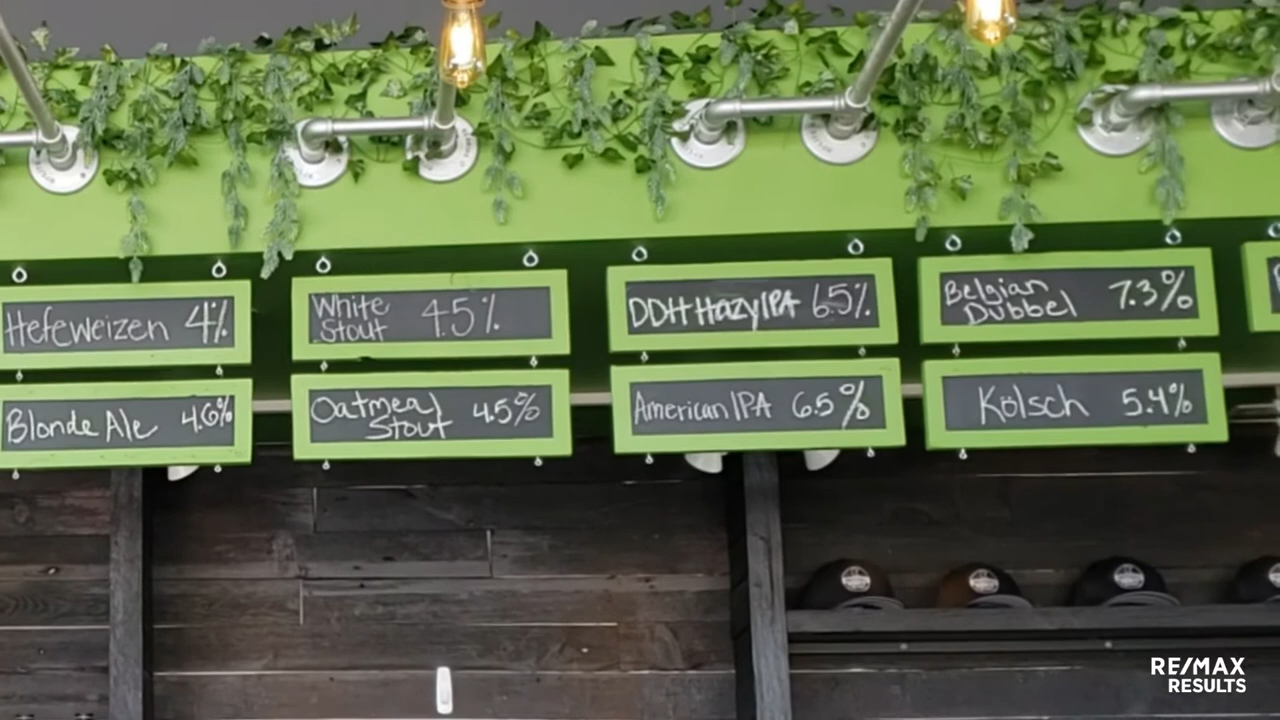 Hefeweizen 4%
White
Stout 4.5%
DDH Hazy IPA 6.5%
Belgian
Dubbel 7.3%
Blonde Ale 4.6%
Oatmeal
Stout 4.5%
American IPA 6.5%
Kölsch 5.4%
RE/MAX
RESULTS